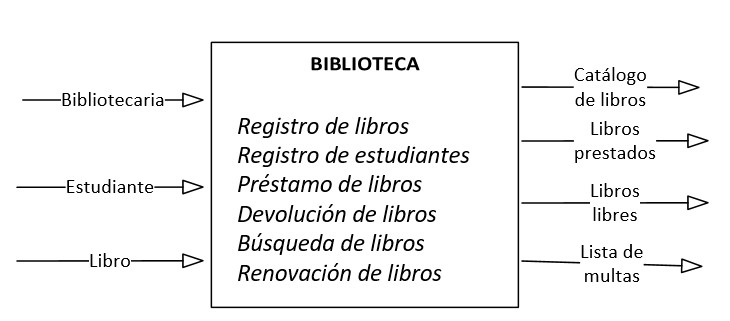 BIBLIOTECA
Bibliotecaria
Estudiante
Libro
Registro de libros
Registro de estudiantes
Préstamo de libros
Devolución de libros
Búsqueda de libros
Renovación de libros
Catálogo
de libros
Libros
prestados
Libros
libres
Lista de
multas